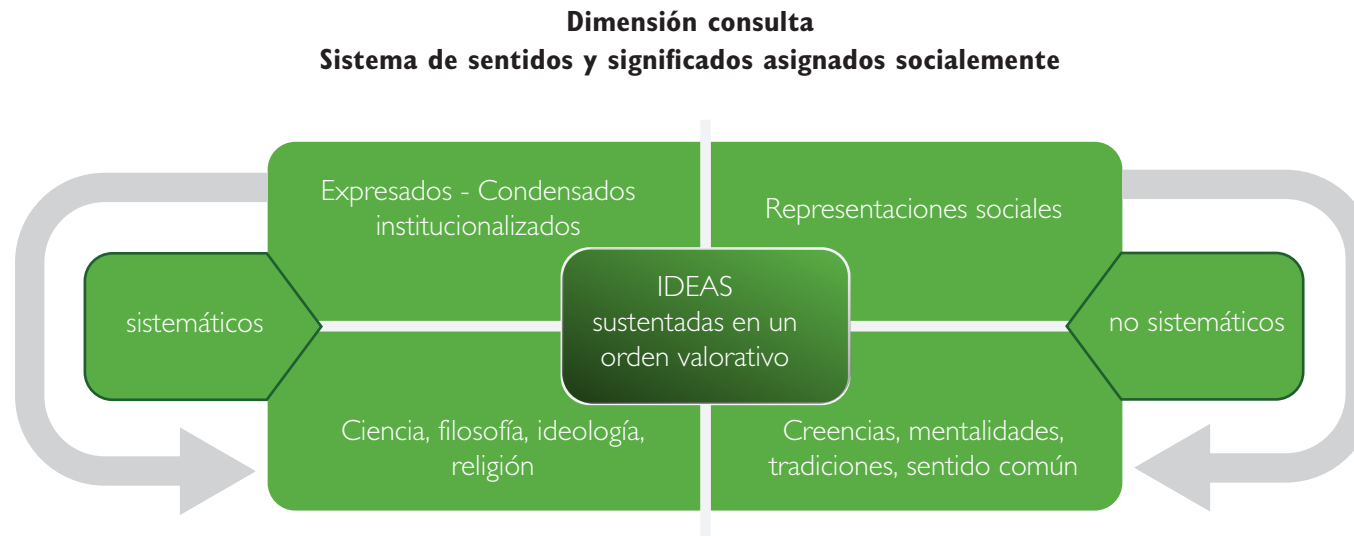 Dimensión consulta
Sistema de sentidos y significados asignados socialemente
Expresados - Condensados
institucionalizados
Representaciones sociales
sistemáticos
IDEAS
sustentadas en un
orden valorativo
no sistemáticos
Ciencia, filosofía, ideología,
religión
Creencias, mentalidades,
tradiciones, sentido común